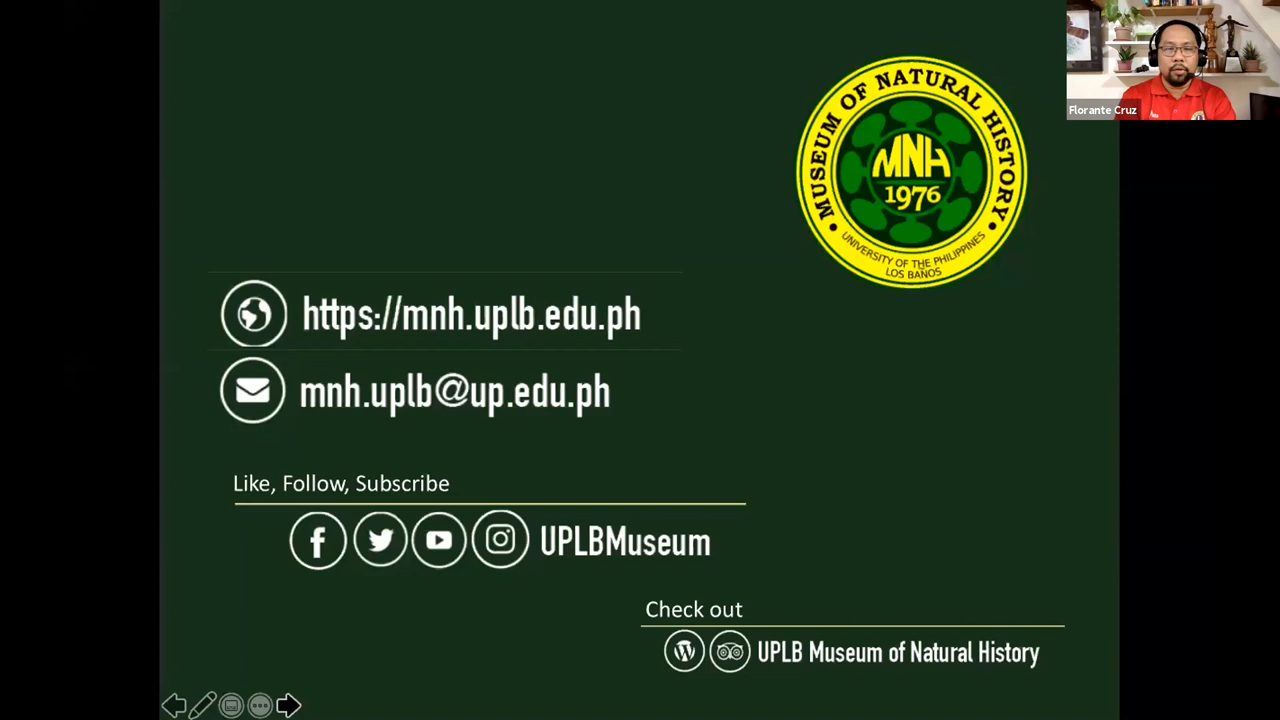 Florante Cruz
• MUSEUM OF NATURAL HISTORY •
MNH
1976
UNIVERSITY OF THE PHILIPPINES
LOS BAÑOS
https://mnh.uplb.edu.ph
mnh.uplb@up.edu.ph
Like, Follow, Subscribe
UPLBMuseum
Check out
UPLB Museum of Natural History